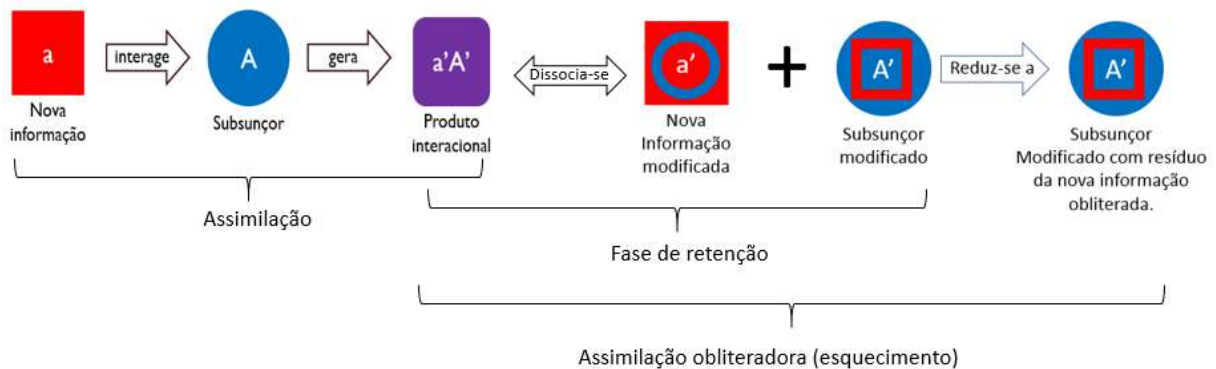 a
interage
A
gera
a'A'
Dissocia-se
a'
+
A'
Reduz-se a
A'
Nova
informação
Subsunçor
Produto
interacional
Nova
Informação
modificada
Subsunçor
modificado
Subsunçor
Modificado com resíduo
da nova informação
obliterada.
Assimilação
Fase de retenção
Assimilação obliteradora (esquecimento)